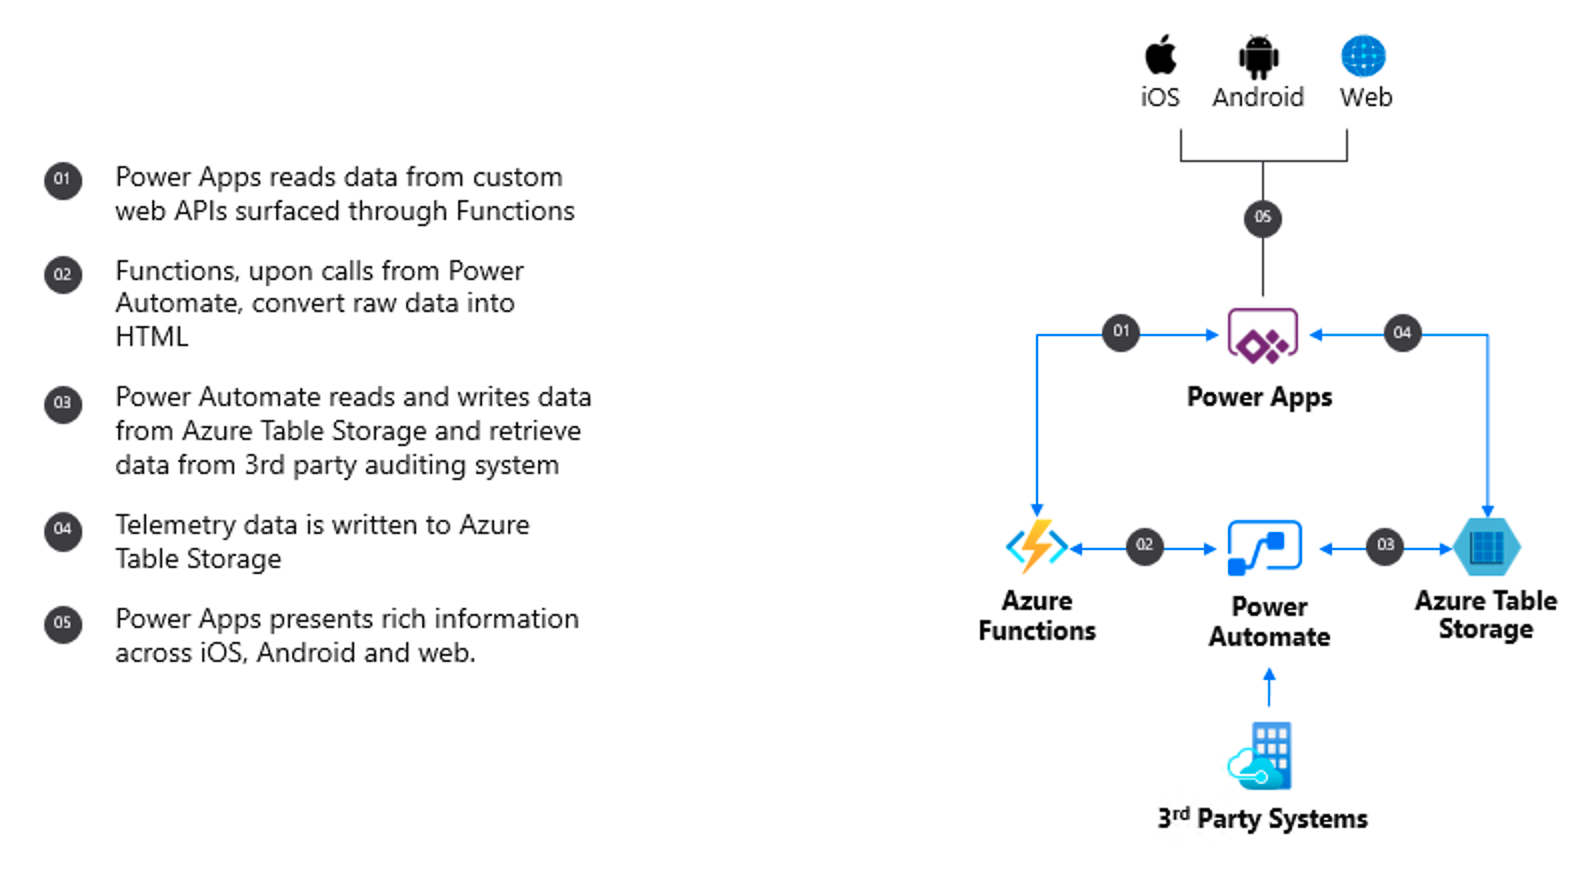 01
Power Apps reads data from custom
web APIs surfaced through Functions
02
Functions, upon calls from Power
Automate, convert raw data into
HTML
03
Power Automate reads and writes data
from Azure Table Storage and retrieve
data from 3rd party auditing system
04
Telemetry data is written to Azure
Table Storage
05
Power Apps presents rich information
across iOS, Android and web.
iOS Android Web
05
01 04
Power Apps
02 03
Azure
Functions
Power
Automate
Azure Table
Storage
3rd Party Systems